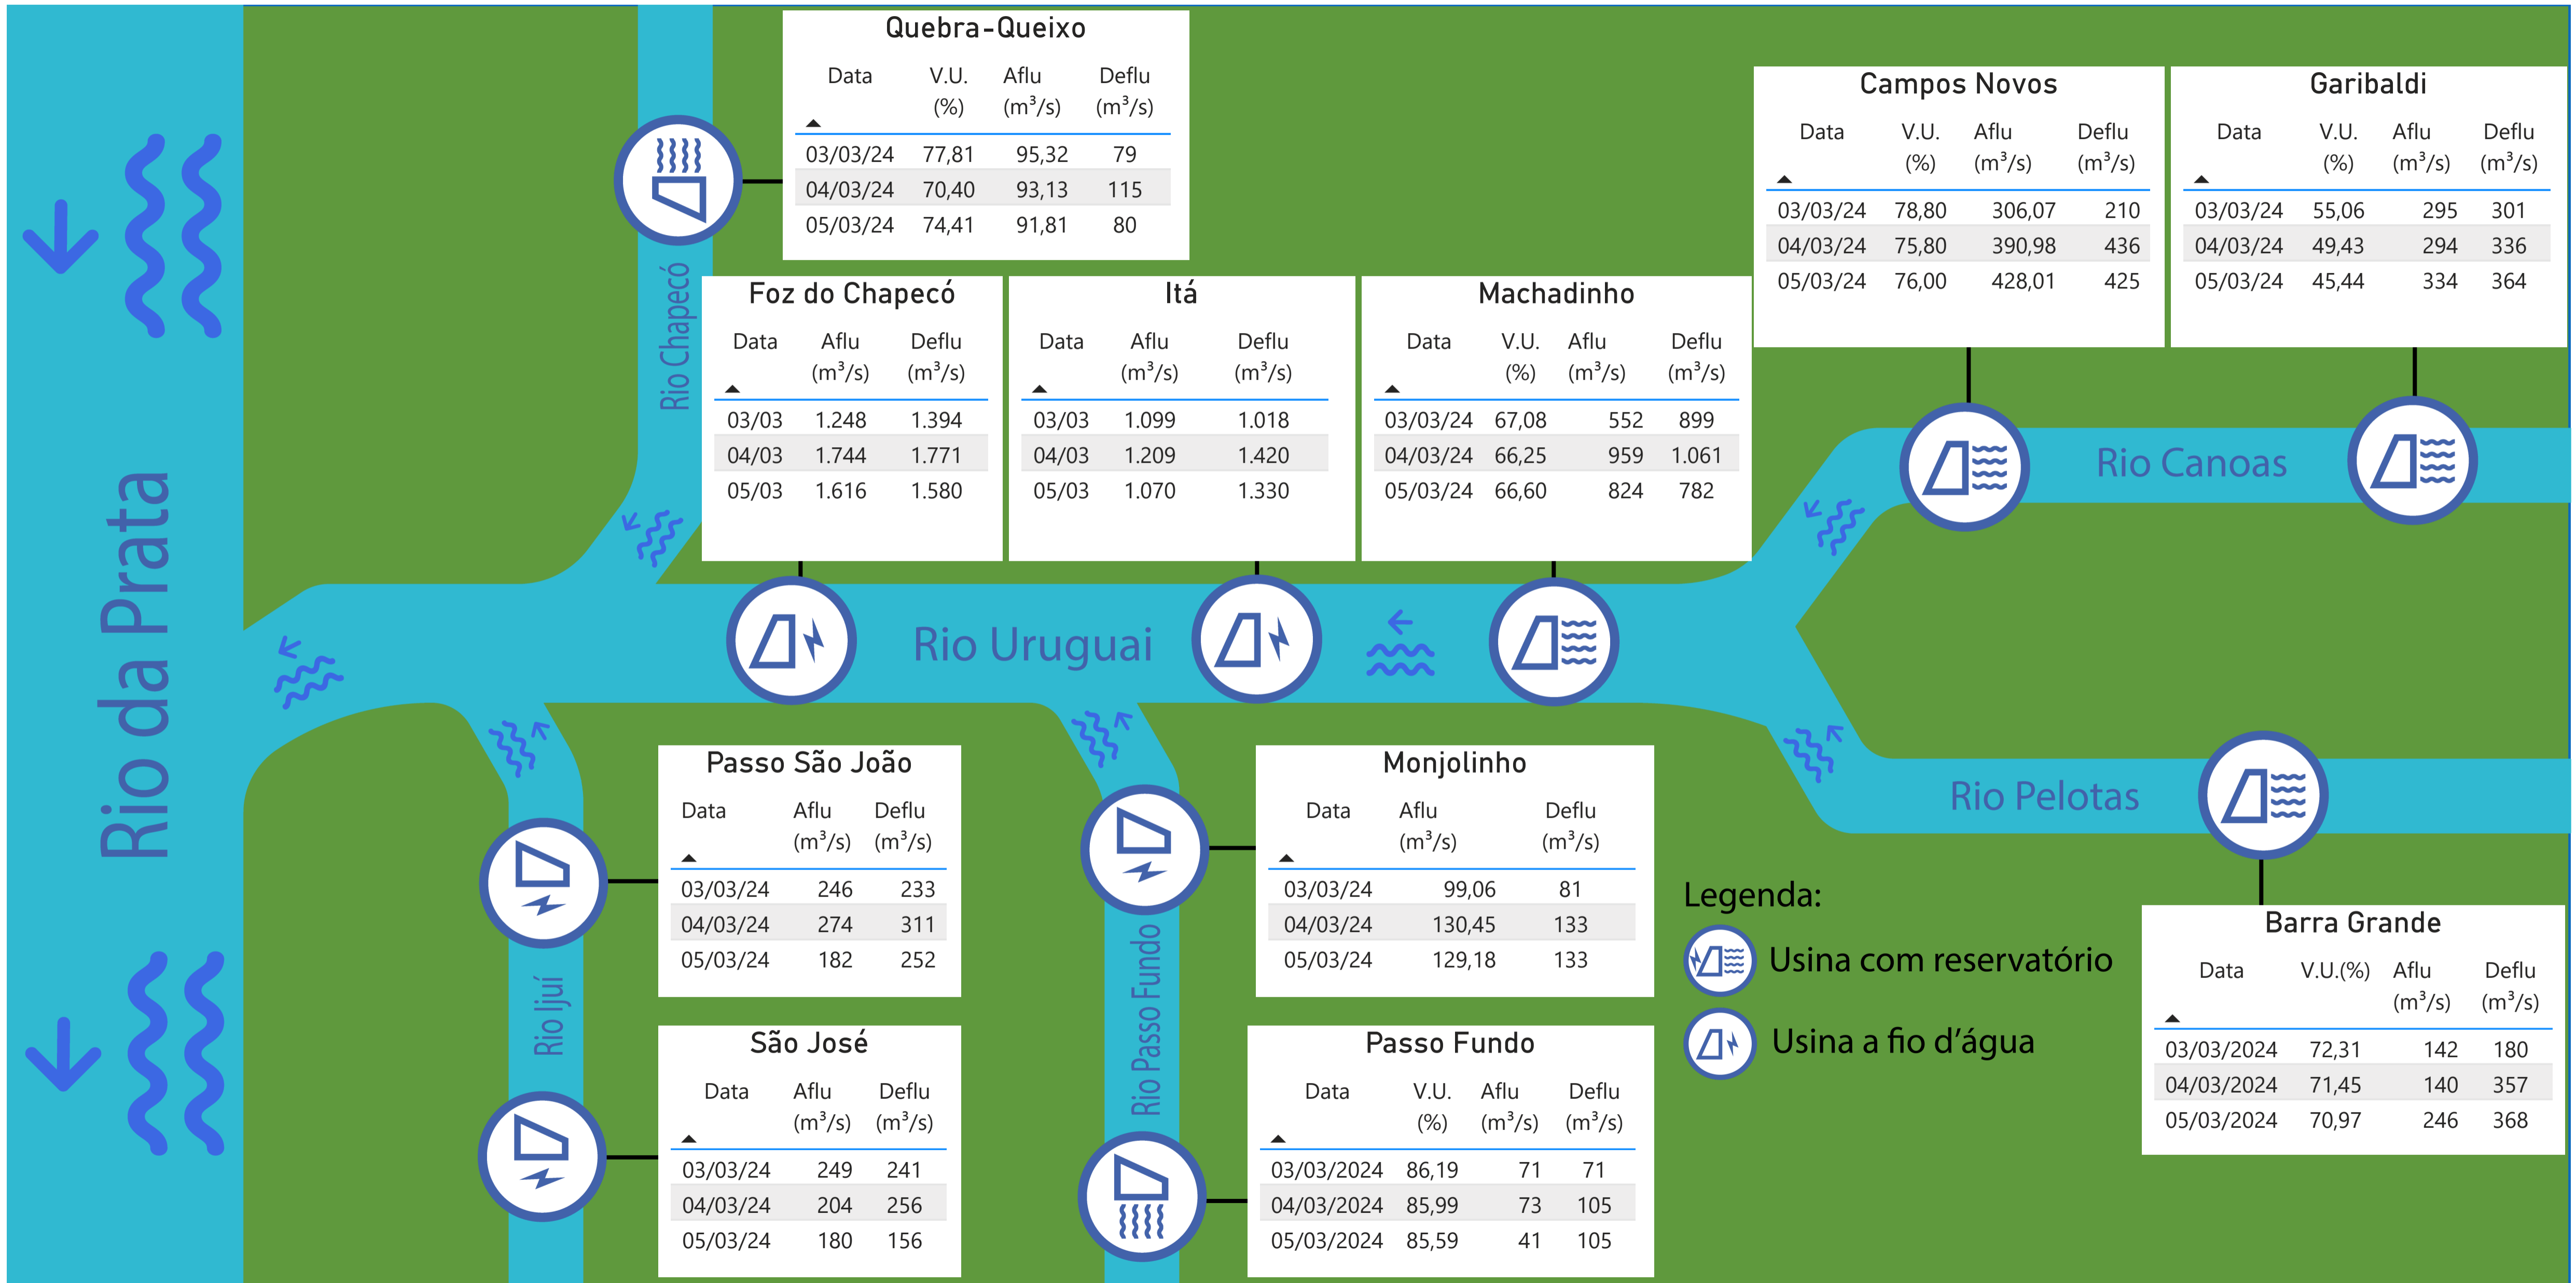 Quebra-Queixo
Data V.U. (%) Aflu (m³/s) Deflu (m³/s)
03/03/24 77,81 95,32 79
04/03/24 70,40 93,13 115
05/03/24 74,41 91,81 80
Campos Novos
Data V.U. (%) Aflu (m³/s) Deflu (m³/s)
03/03/24 78,80 306,07 210
04/03/24 75,80 390,98 436
05/03/24 76,00 428,01 425
Garibaldi
Data V.U. (%) Aflu (m³/s) Deflu (m³/s)
03/03/24 55,06 295 301
04/03/24 49,43 294 336
05/03/24 45,44 334 364
Rio Chapecó
Foz do Chapecó
Data Aflu (m³/s) Deflu (m³/s)
03/03 1.248 1.394
04/03 1.744 1.771
05/03 1.616 1.580
Itá
Data Aflu (m³/s) Deflu (m³/s)
03/03 1.099 1.018
04/03 1.209 1.420
05/03 1.070 1.330
Machadinho
Data V.U. (%) Aflu (m³/s) Deflu (m³/s)
03/03/24 67,08 552 899
04/03/24 66,25 959 1.061
05/03/24 66,60 824 782
Rio Canoas
Rio da Prata
Rio Uruguai
Rio Pelotas
Passo São João
Data Aflu (m³/s) Deflu (m³/s)
03/03/24 246 233
04/03/24 274 311
05/03/24 182 252
Monjolinho
Data Aflu (m³/s) Deflu (m³/s)
03/03/24 99,06 81
04/03/24 130,45 133
05/03/24 129,18 133
Rio Ijuí
Rio Passo Fundo
São José
Data Aflu (m³/s) Deflu (m³/s)
03/03/24 249 241
04/03/24 204 256
05/03/24 180 156
Passo Fundo
Data V.U. (%) Aflu (m³/s) Deflu (m³/s)
03/03/2024 86,19 71 71
04/03/2024 85,99 73 105
05/03/2024 85,59 41 105
Legenda:
Usina com reservatório
Usina a fio d’água
Barra Grande
Data V.U.(%) Aflu (m³/s) Deflu (m³/s)
03/03/2024 72,31 142 180
04/03/2024 71,45 140 357
05/03/2024 70,97 246 368